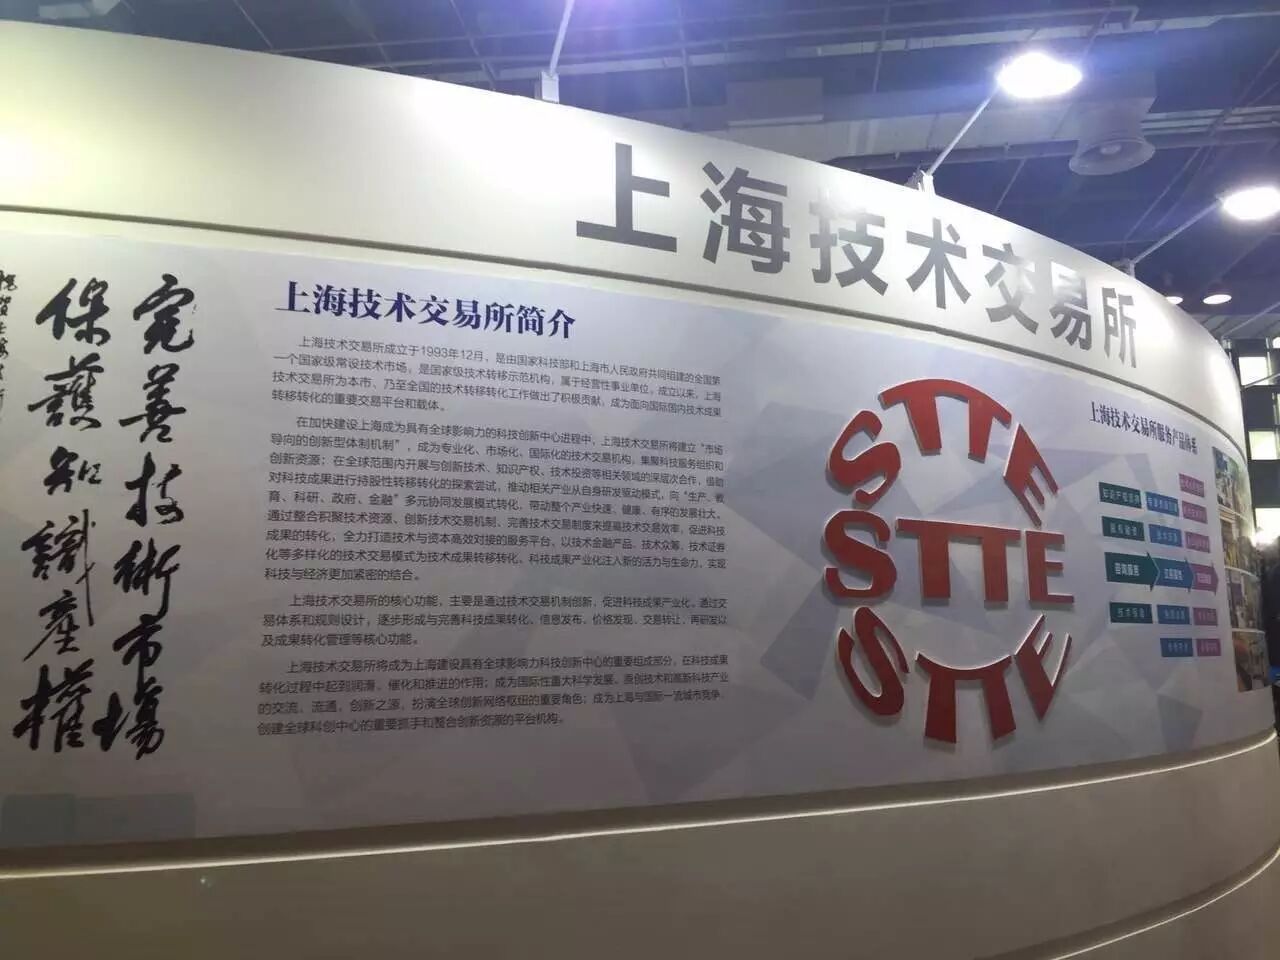 上海技术交易所
完善技術市場
保護知識產權
上海技术交易所简介
上海技术交易所成立于1993年12月，是由国家科技部和上海市人民政府共同组建的全国第
一个国家级常设技术市场，是国家级技术转移示范机构，属于经营性事业单位，成立以来，上海
技术交易所为本市、乃至全国的技术转移转化工作做出了积极贡献，成为面向国际国内技术成果
转移转化的重要交易平台和载体。
在加快建设上海成为具有全球影响力的科技创新中心进程中，上海技术交易所将建立“市场
导向的创新型体制机制”，成为专业化、市场化、国际化的技术交易机构，集聚科技服务组织和
创新资源；在全球范围内开展与创新技术、知识产权、技术投资等相关领域的深层次合作，借助
对科技成果进行持股性转移转化的探索尝试，推动相关产业从自身研发驱动模式，向“生产、教
育、科研、政府、金融”多元协同发展模式转化，带动整个产业快速、健康、有序的发展壮大。
通过整合积聚技术资源、创新技术交易机制、完善技术交易制度来提高技术交易效率，促进科技
成果的转化，全力打造技术与资本高效对接的服务平台，以技术金融产品、技术众筹、技术证券
化等多样化的技术交易模式为技术成果转移转化、科技成果产业化注入新的活力与生命力，实现
科技与经济更加紧密的结合。
上海技术交易所的核心功能，主要是通过技术交易机制创新，促进科技成果产业化。通过交
易体系和规则设计，逐步形成与完善科技成果转化、信息发布、价格发现、交易转让、再研发以
及成果转化管理等核心功能。
上海技术交易所将成为上海建设具有全球影响力科技创新中心的重要组成部分，在科技成果
转化过程中起到润滑、催化和推进的作用；成为国际性重大科学发展、原创技术和高新科技产业
的交流、流通，创新之源，扮演全球创新网络枢纽的重要角色；成为上海与国际一流城市竞争、
创建全球科创中心的重要抓手和整合创新资源的平台机构。
STTE
SSTTE
STTE
上海技术交易所服务产品体系
咨询服务
交易服务